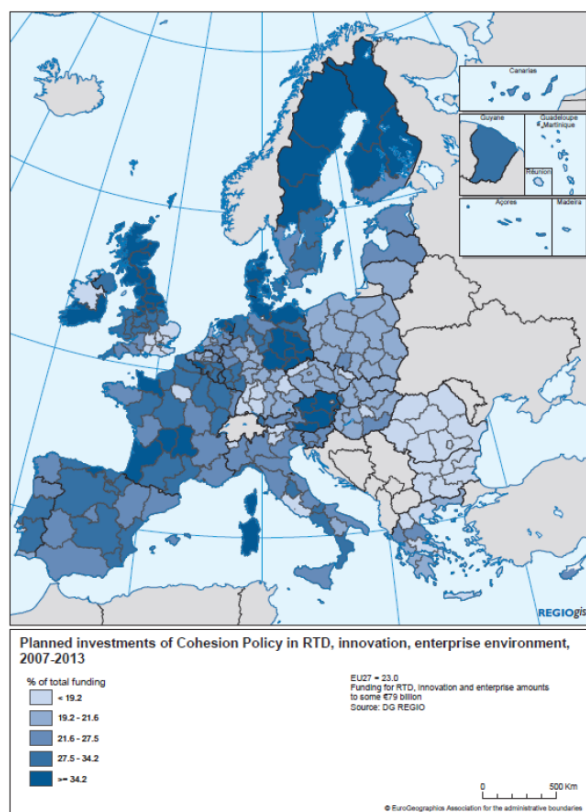 Canarias
Guyane
Guadeloupe
Martinique
Réunion
Açores
Madeira
REGIOgis
Planned investments of Cohesion Policy in RTD, innovation, enterprise environment,
2007-2013
% of total funding
< 19.2
19.2 - 21.6
21.6 - 27.5
27.5 - 34.2
>= 34.2
EU27 = 23.0
Funding for RTD, innovation and enterprise amounts
to some €79 billion
Source: DG REGIO
0 500 Km
© EuroGeographics Association for the administrative boundaries